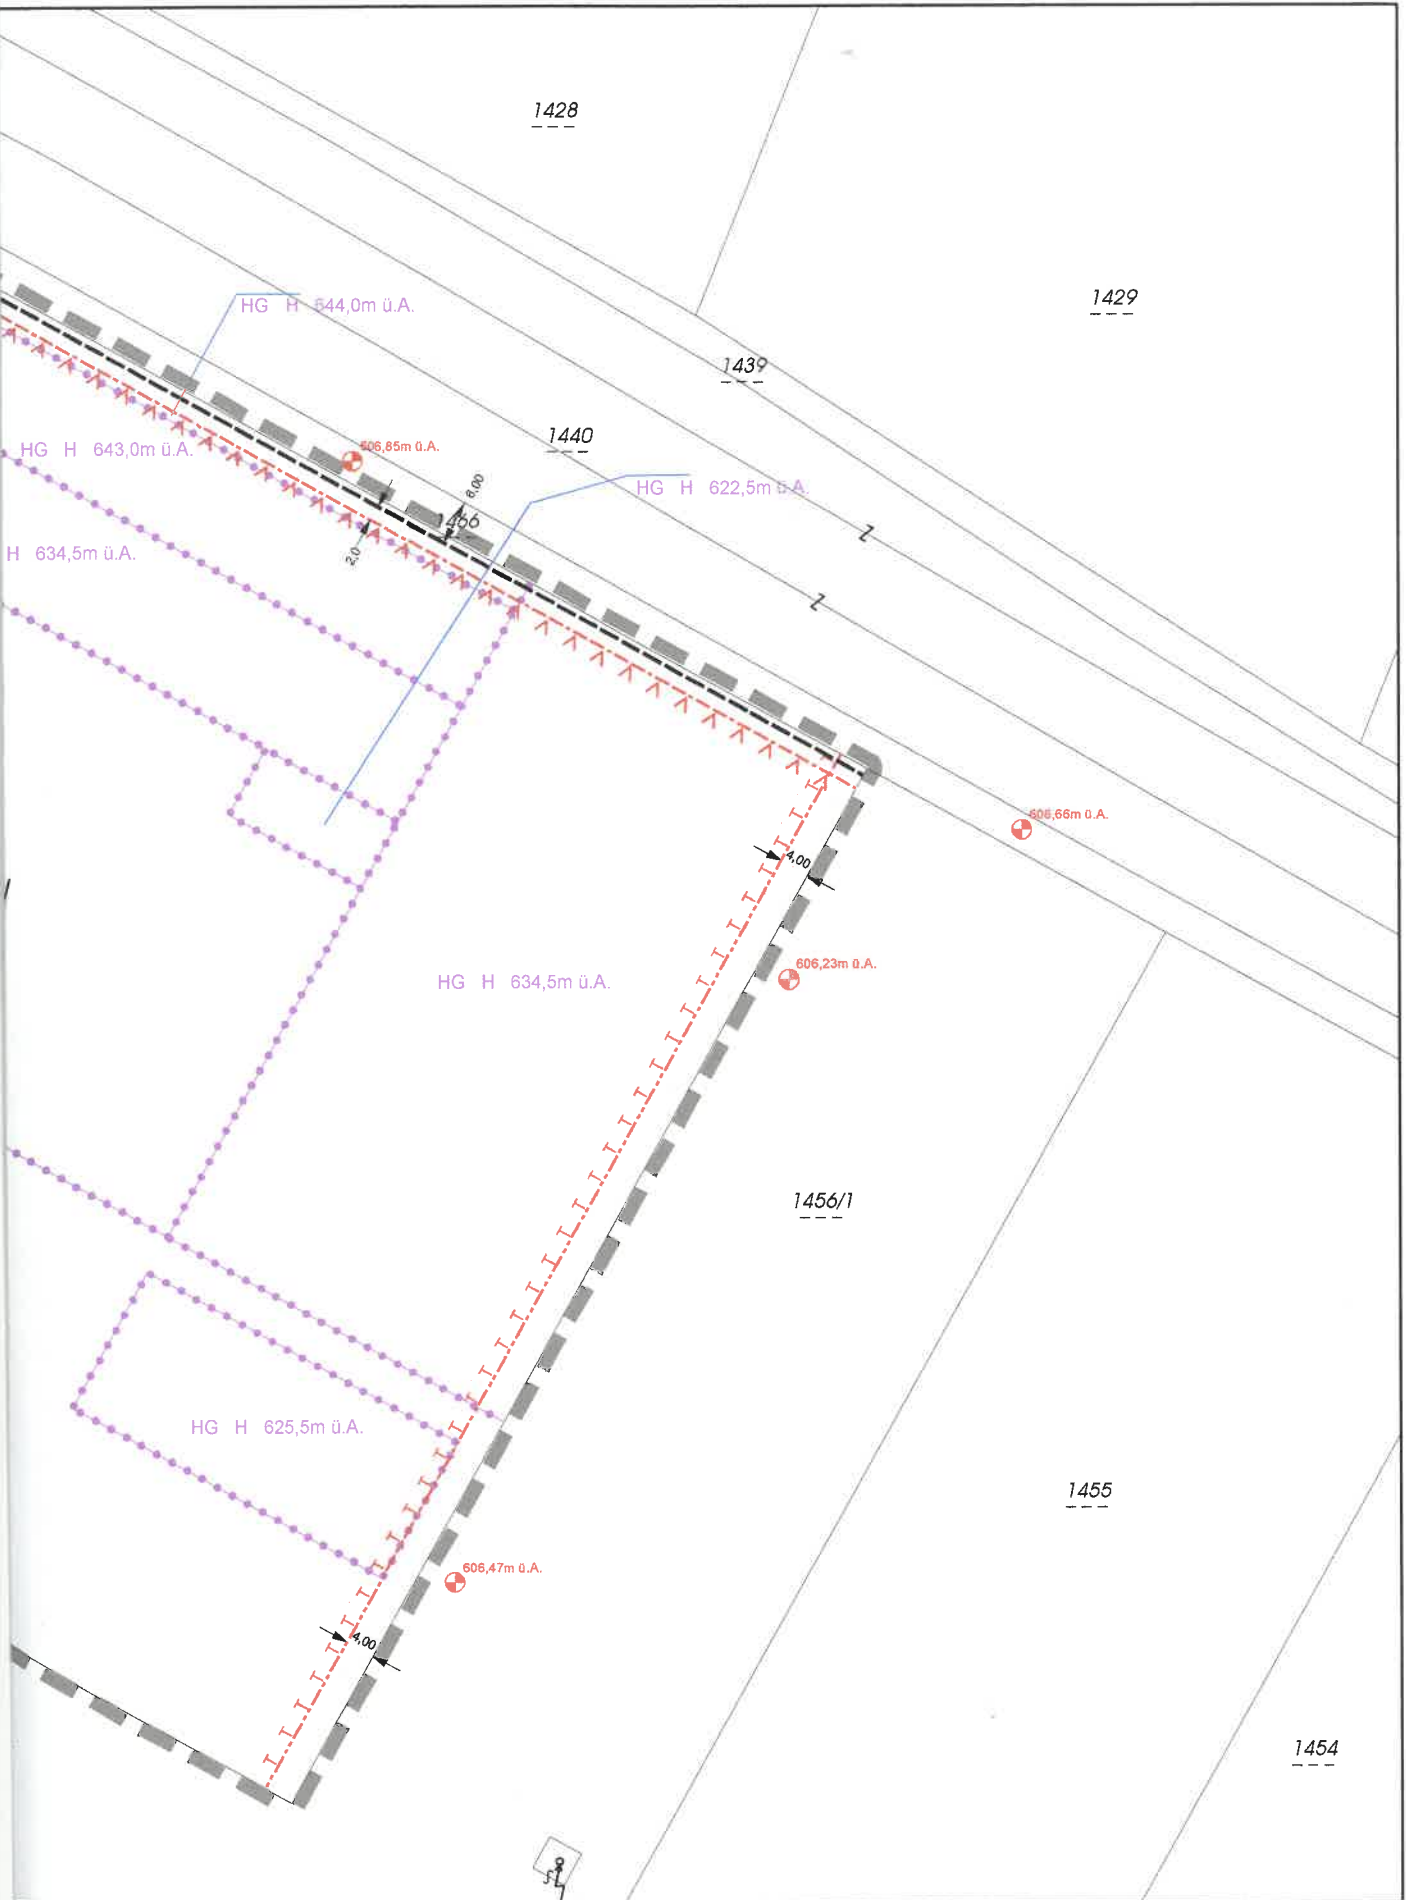 1428
1429
HG H 644,0m ü.A.
1439
1440
606,85m ü.A.
HG H 643,0m ü.A.
HG H 622,5m ü.A.
6,00
1466
2,0
H 634,5m ü.A.
606,66m ü.A.
4,00
606,23m ü.A.
HG H 634,5m ü.A.
1456/1
HG H 625,5m ü.A.
1455
606,47m ü.A.
4,00
1454